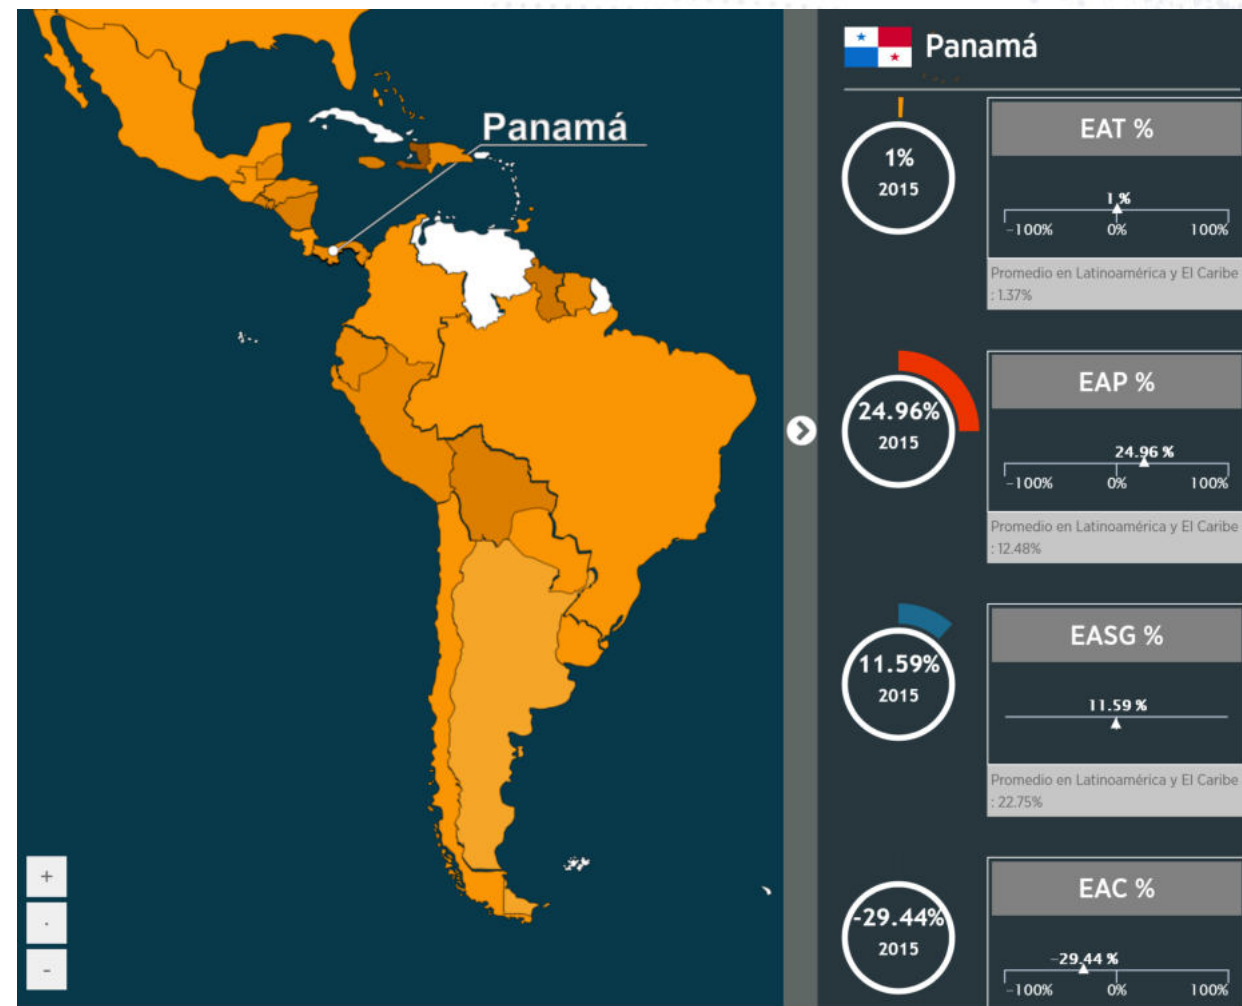 Panamá
Panamá
1%
2015
EAT %
1 %
-100% 0% 100%
Promedio en Latinoamérica y El Caribe
: 1.37%
24.96%
2015
EAP %
24.96 %
-100% 0% 100%
Promedio en Latinoamérica y El Caribe
: 12.48%
11.59%
2015
EASG %
11.59 %
Promedio en Latinoamérica y El Caribe
: 22.75%
-29.44%
2015
EAC %
-29.44 %
-100% 0% 100%
+
·
-